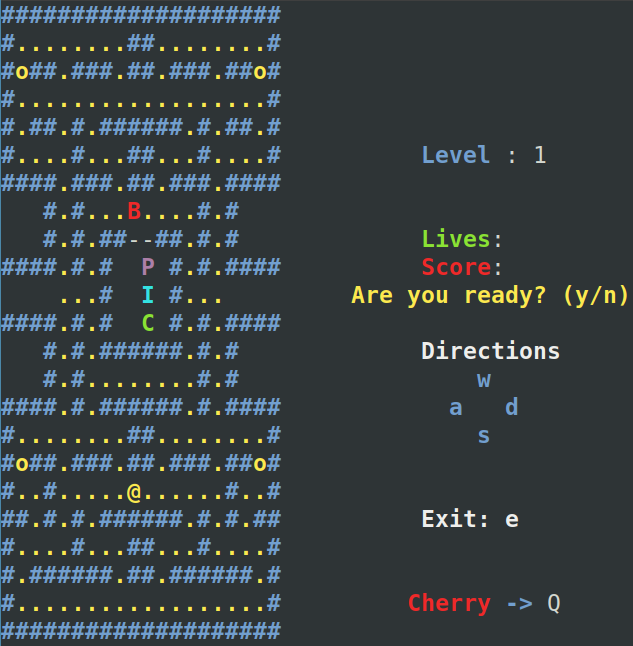 ####################
#........##........#
#o##.###.##.###.##o#
#..................#
#.##.#.######.#.##.#
#....#...##...#....#          Level : 1
####.###.##.###.####
   #.#...B....#.#
   #.#.##--##.#.#             Lives:
####.#.#  P #.#.####          Score:
    ...#  I #...         Are you ready? (y/n)
####.#.#  C #.#.####
   #.#.######.#.#             Directions
   #.#........#.#                 w
####.#.######.#.####            a   d
#........##........#              s
#o##.###.##.###.##o#
#..#.....@......#..#
##.#.#.######.#.#.##          Exit: e
#....#...##...#....#
#.######.##.######.#
#..................#         Cherry -> Q
####################